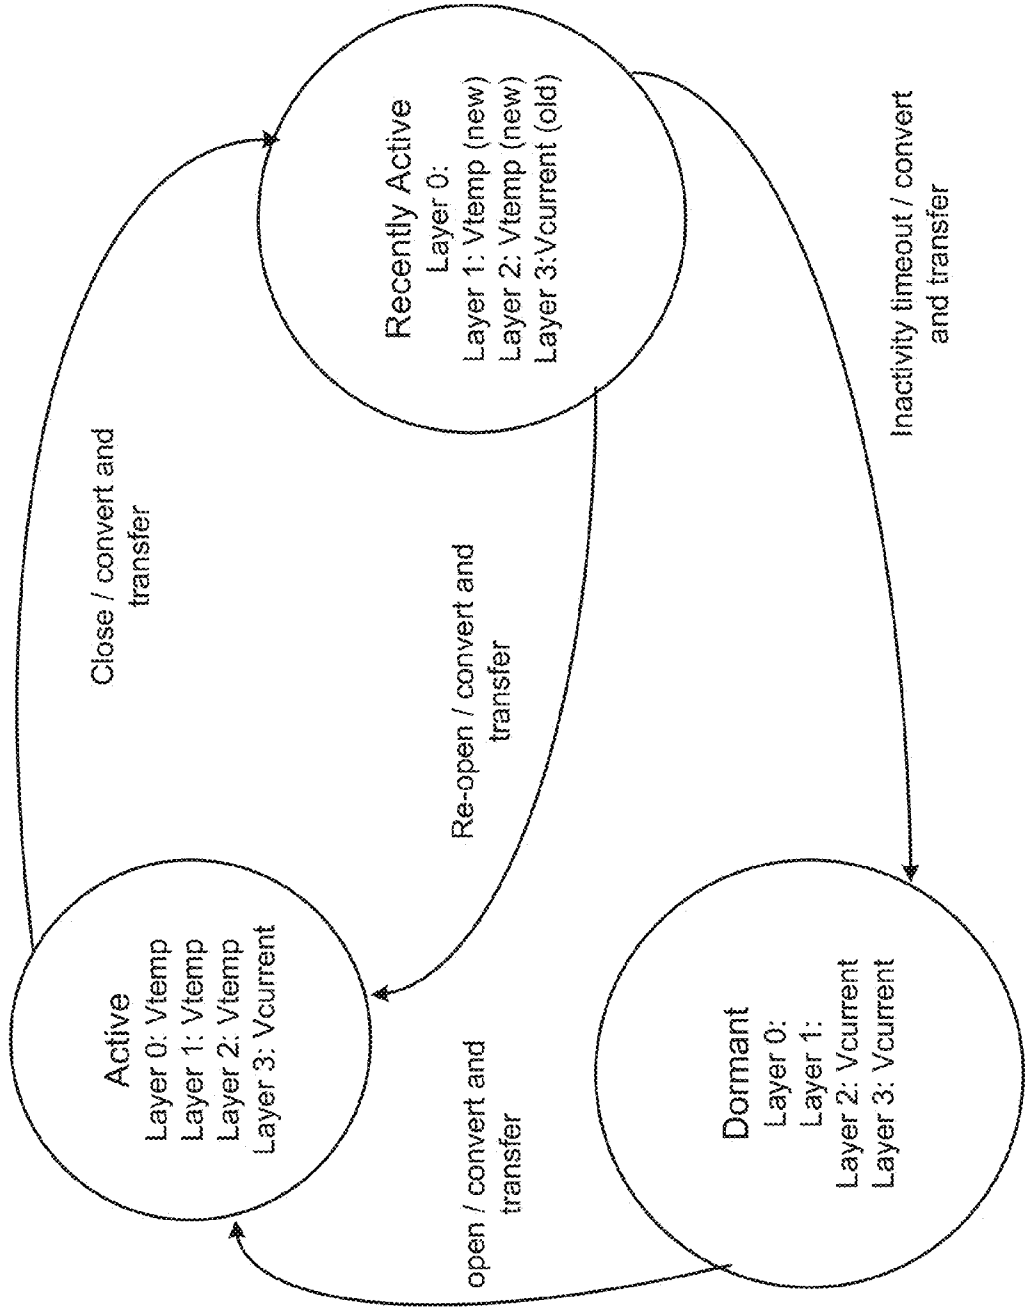 Active
Layer 0: Vtemp
Layer 1: Vtemp
Layer 2: Vtemp
Layer 3: Vcurrent
Close / convert and
transfer
Recently Active
Layer 0:
Layer 1: Vtemp (new)
Layer 2: Vtemp (new)
Layer 3:Vcurrent (old)
Re-open / convert and
transfer
open / convert and
transfer
Dormant
Layer 0:
Layer 1:
Layer 2: Vcurrent
Layer 3: Vcurrent
Inactivity timeout / convert
and transfer